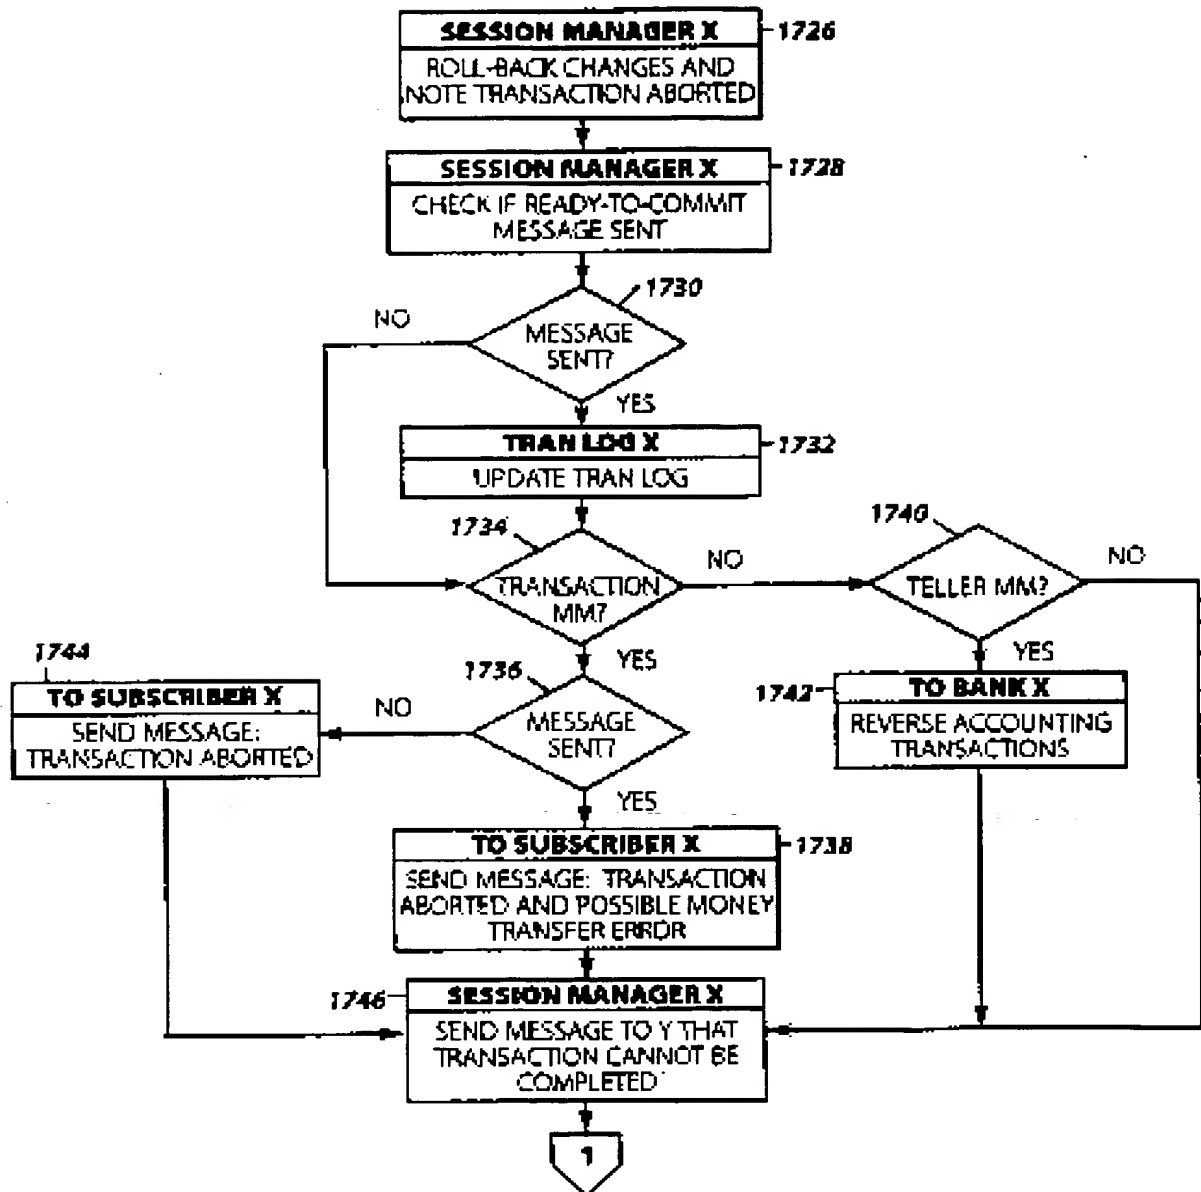 SESSION MANAGER X
1726
ROLL-BACK CHANGES AND
NOTE TRANSACTION ABORTED
SESSION MANAGER X
1728
CHECK IF READY-TO-COMMIT
MESSAGE SENT
1730
NO
MESSAGE
SENT?
YES
TRAN LOG X
1732
UPDATE TRAN LOG
1734
TRANSACTION
MM?
NO
1740
TELLER MM?
NO
YES
1742
TO BANK X
REVERSE ACCOUNTING
TRANSACTIONS
YES
1736
MESSAGE
SENT?
NO
1744
TO SUBSCRIBER X
SEND MESSAGE:
TRANSACTION ABORTED
YES
TO SUBSCRIBER X
1738
SEND MESSAGE: TRANSACTION
ABORTED AND POSSIBLE MONEY
TRANSFER ERROR
1746
SESSION MANAGER X
SEND MESSAGE TO Y THAT
TRANSACTION CANNOT BE
COMPLETED
1